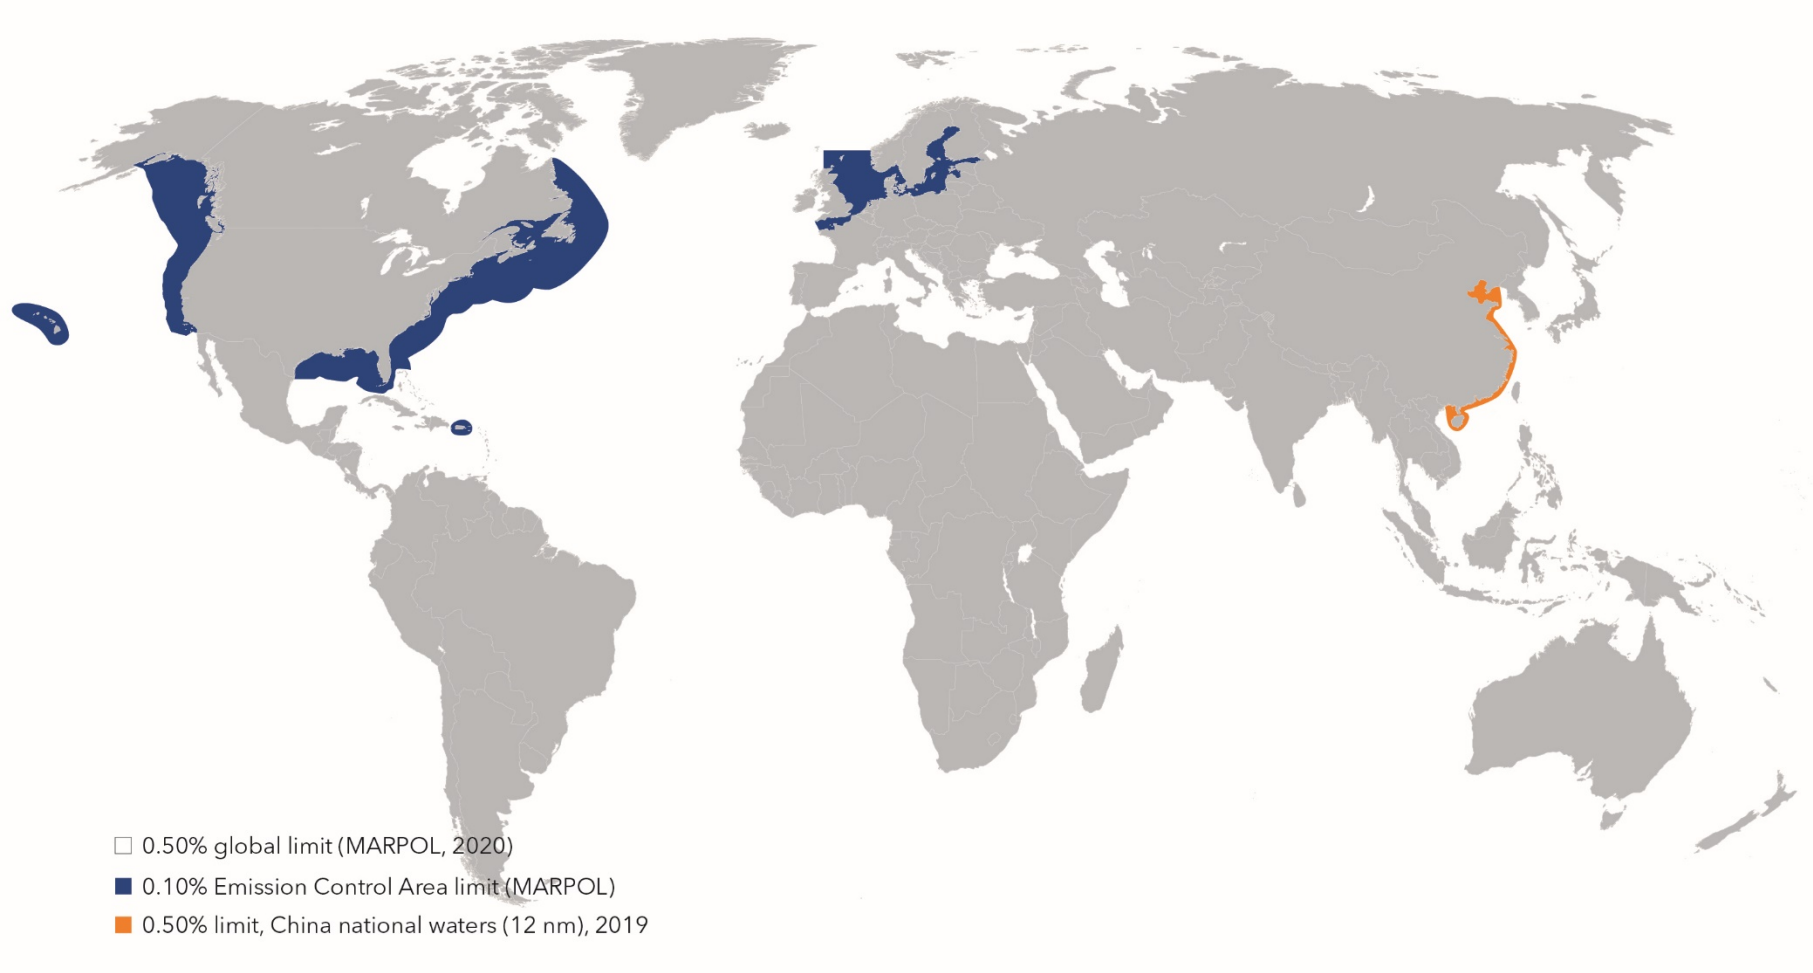 0.50% global limit (MARPOL, 2020)
0.10% Emission Control Area limit (MARPOL)
0.50% limit, China national waters (12 nm), 2019